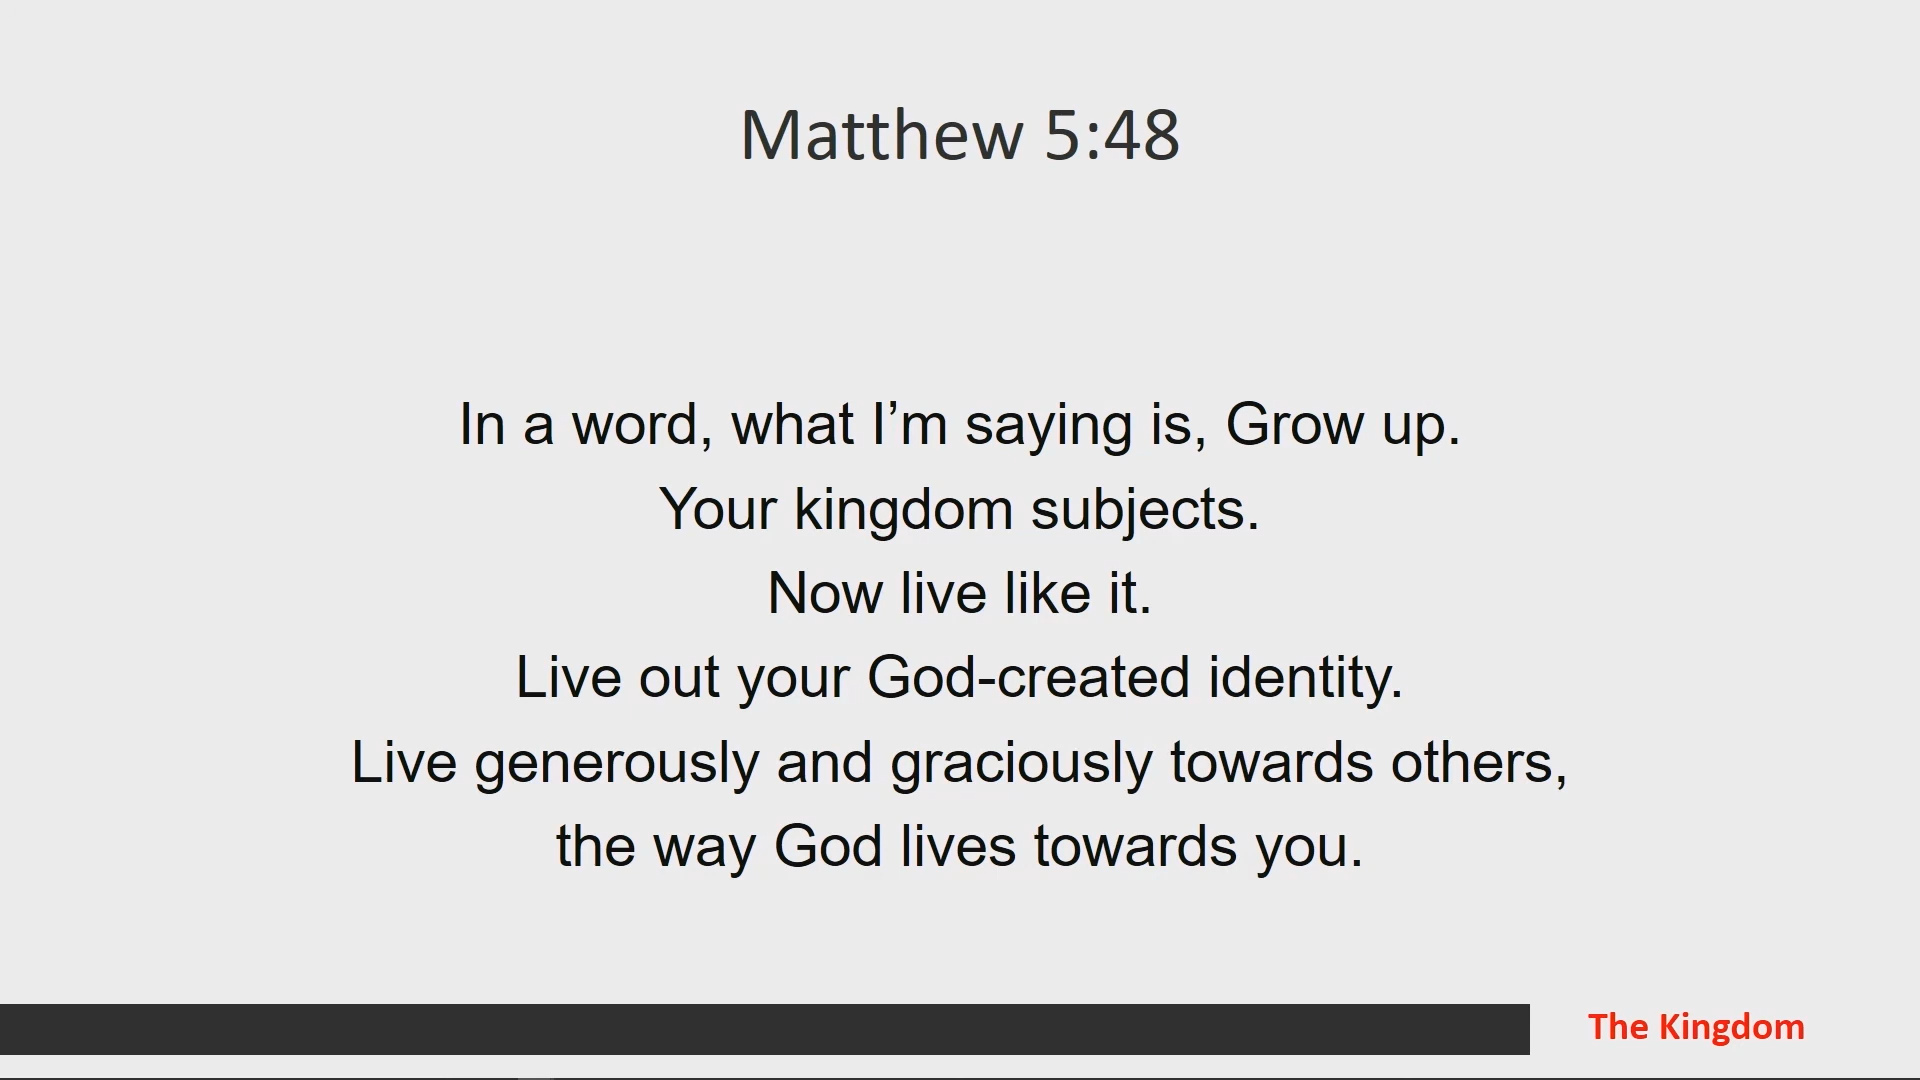 Matthew 5:48
In a word, what I’m saying is, Grow up.
Your kingdom subjects.
Now live like it.
Live out your God-created identity.
Live generously and graciously towards others,
the way God lives towards you.
The Kingdom